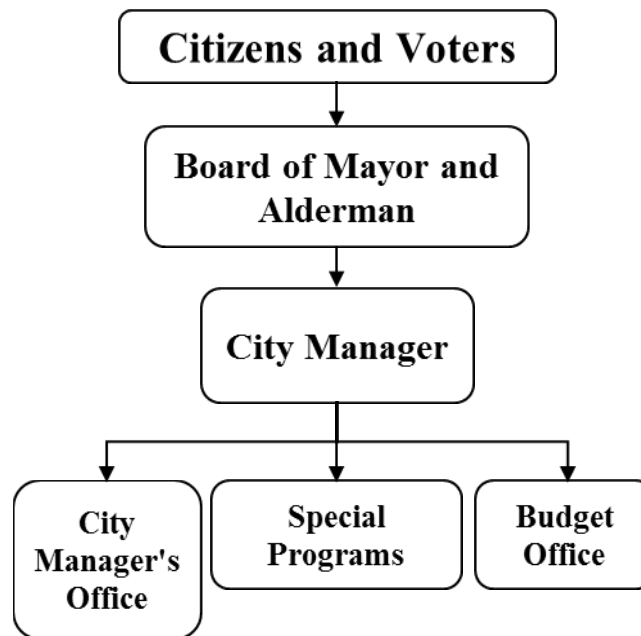 Citizens and Voters
Board of Mayor and
Alderman
City Manager
City
Manager's
Office
Special
Programs
Budget
Office